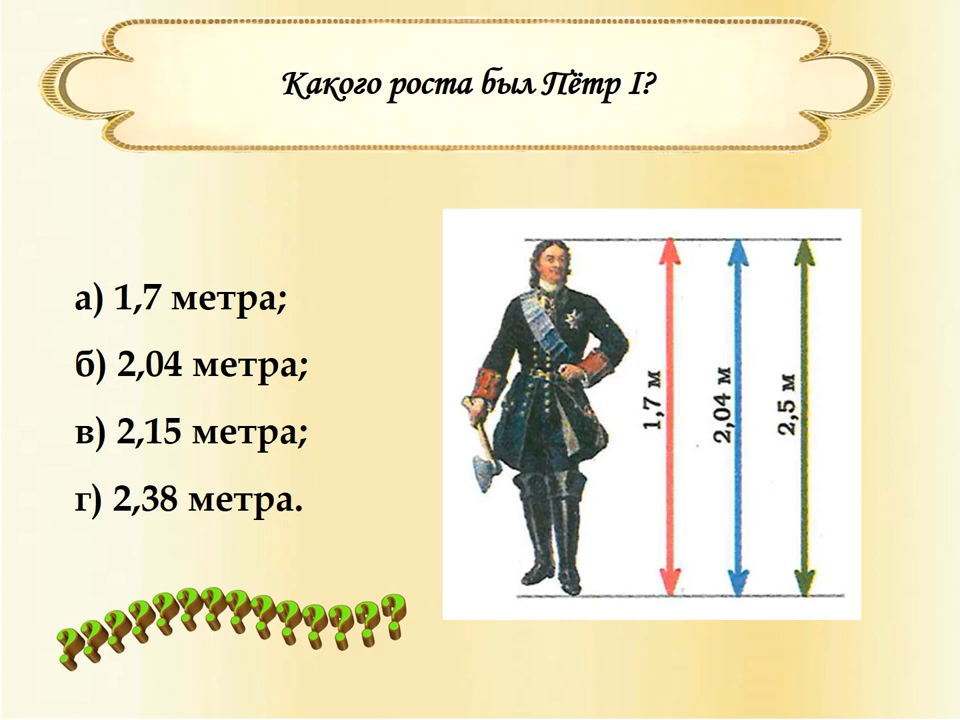 Какого роста был Пётр I?
а) 1,7 метра;
б) 2,04 метра;
в) 2,15 метра;
г) 2,38 метра.
1,7 м
2,04 м
2,5 м
???????????????